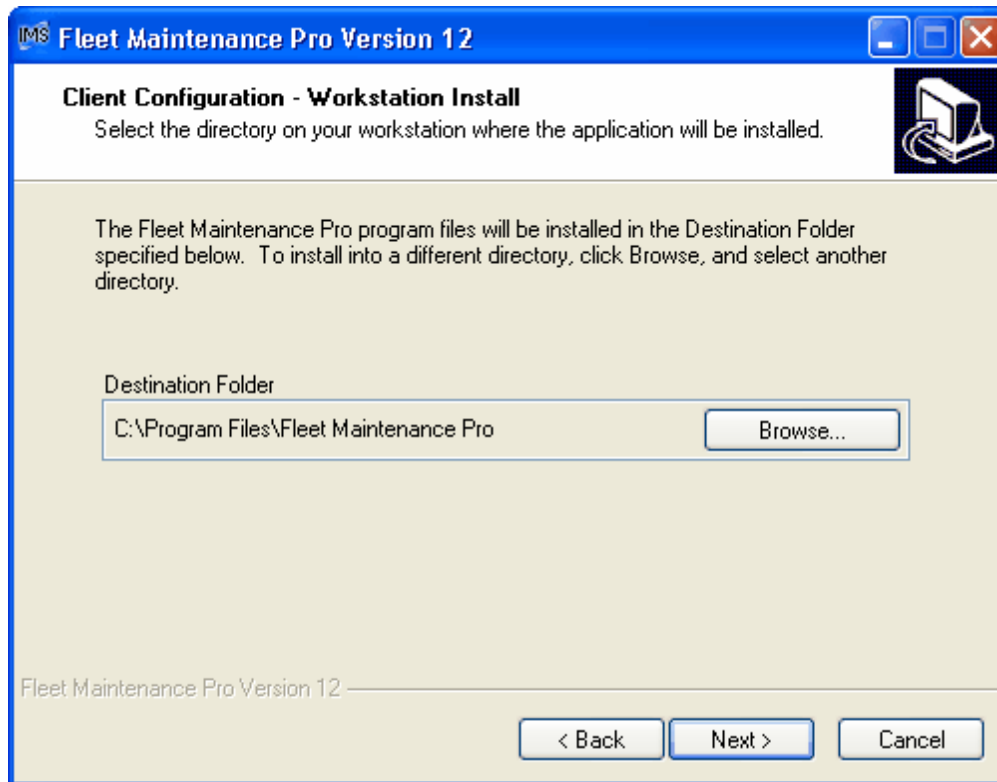 IMS Fleet Maintenance Pro Version 12
Client Configuration - Workstation Install
Select the directory on your workstation where the application will be installed.
The Fleet Maintenance Pro program files will be installed in the Destination Folder
specified below.  To install into a different directory, click Browse, and select another
directory.
Destination Folder
C:\Program Files\Fleet Maintenance Pro
Browse...
Fleet Maintenance Pro Version 12
< Back
Next >
Cancel